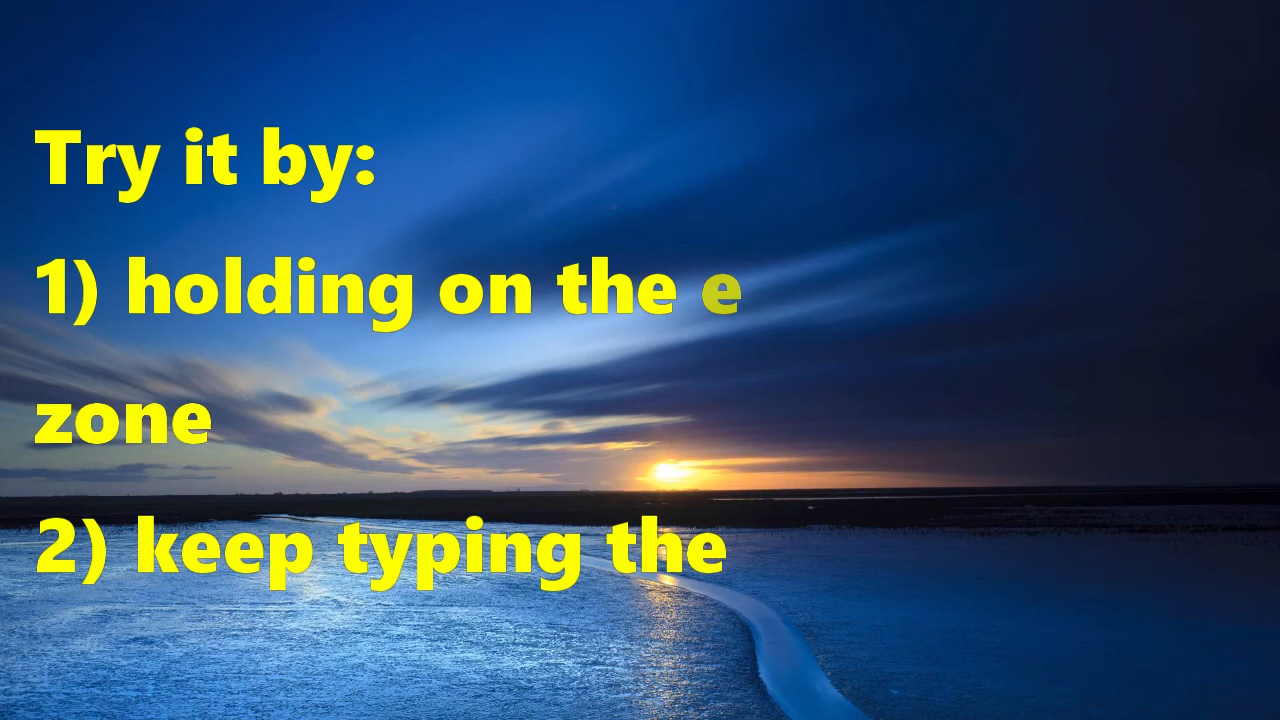 Try it by:
1) holding on the e
zone
2) keep typing the